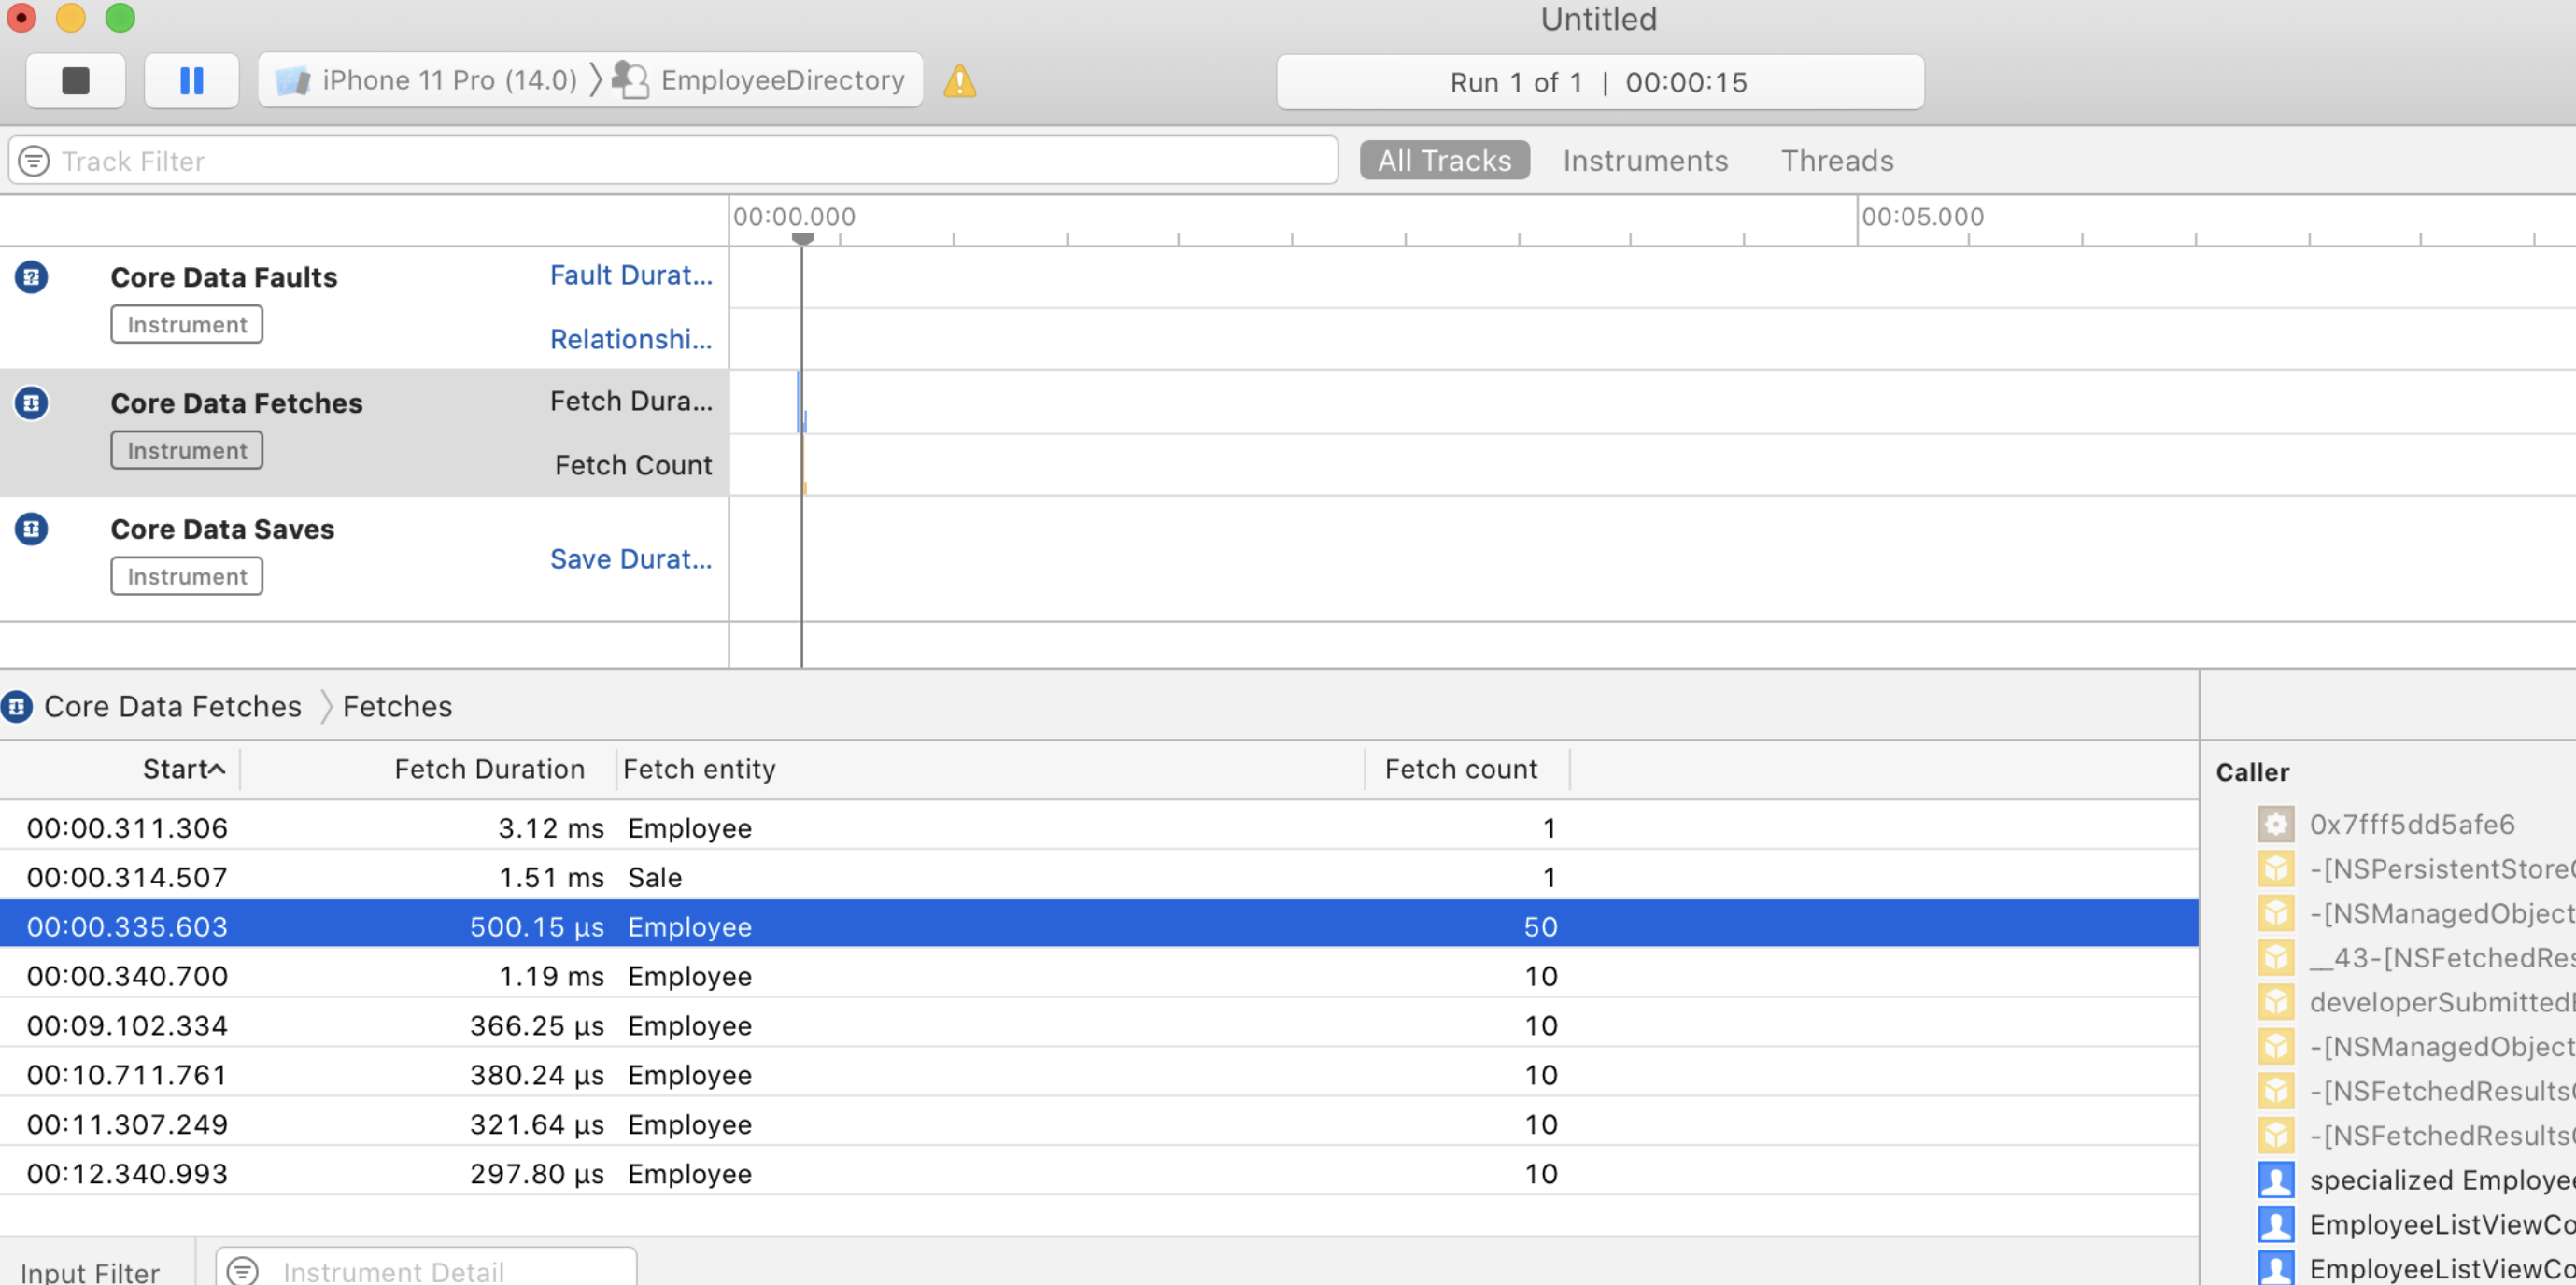 Untitled
iPhone 11 Pro (14.0) EmployeeDirectory
Run 1 of 1 | 00:00:15
Track Filter
All Tracks Instruments Threads
00:00.000 00:05.000
Core Data Faults Fault Durat...
Instrument
Relationshi...
Core Data Fetches Fetch Dura...
Instrument
Fetch Count
Core Data Saves
Save Durat...
Instrument
Core Data Fetches Fetches
Start Fetch Duration Fetch entity Fetch count
00:00.311.306 3.12 ms Employee 1
00:00.314.507 1.51 ms Sale 1
00:00.335.603 500.15 µs Employee 50
00:00.340.700 1.19 ms Employee 10
00:09.102.334 366.25 µs Employee 10
00:10.711.761 380.24 µs Employee 10
00:11.307.249 321.64 µs Employee 10
00:12.340.993 297.80 µs Employee 10
Input Filter Instrument Detail
Caller
0x7fff5dd5afe6
-[NSPersistentStore
-[NSManagedObject
__43-[NSFetchedRes
developerSubmitted
-[NSManagedObject
-[NSFetchedResults
-[NSFetchedResults
specialized Employee
EmployeeListViewCo
EmployeeListViewCo